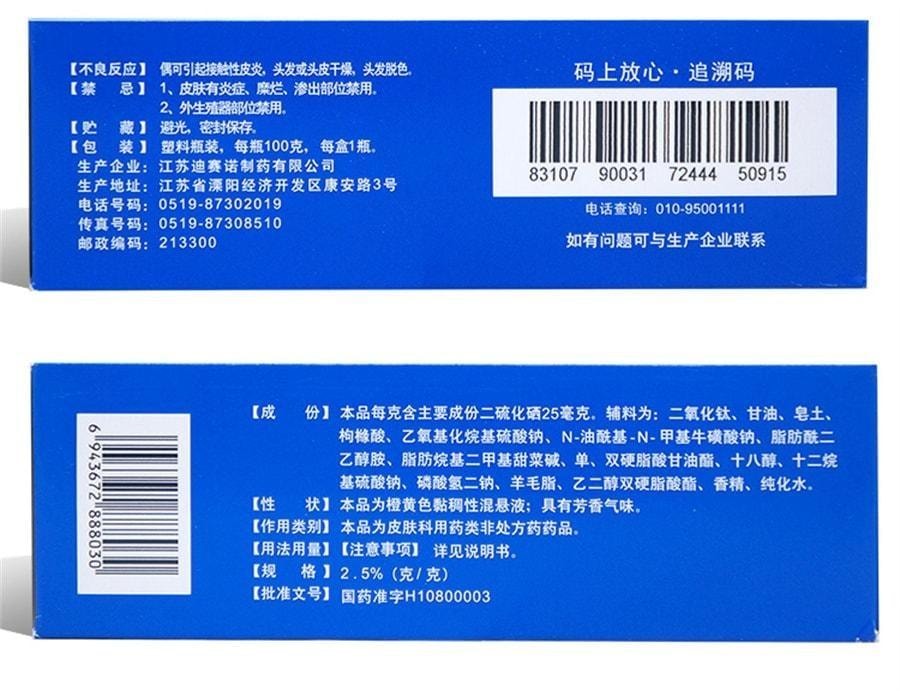 【不良反应】 偶可引起接触性皮炎，头发或头皮干燥，头发脱色。
【禁 忌】 1、皮肤有炎症、糜烂、渗出部位禁用。
2、外生殖器部位禁用。
【贮 藏】 避光，密封保存。
【包 装】 塑料瓶装，每瓶100克，每盒1瓶。
生产企业：江苏迪赛诺制药有限公司
生产地址：江苏省溧阳经济开发区康安路3号
电话号码：0519-87302019
传真号码：0519-87308510
邮政编码：213300
码上放心·追溯码
83107 90031 72444 50915
电话查询：010-95001111
如有问题可与生产企业联系
6 943672 888030
【成 份】 本品每克含主要成份二硫化硒25毫克。辅料为：二氧化钛、甘油、皂土、
枸橼酸、乙氧基化烷基硫酸钠、N-油酰基-N-甲基牛磺酸钠、脂肪酰二
乙醇胺、脂肪烷基二甲基甜菜碱、单、双硬脂酸甘油酯、十八醇、十二烷
基硫酸钠、磷酸氢二钠、羊毛脂、乙二醇双硬脂酸酯、香精、纯化水。
【性 状】 本品为橙黄色黏稠性混悬液；具有芳香气味。
【作用类别】 本品为皮肤科用药类非处方药药品。
【用法用量】【注意事项】 详见说明书。
【规 格】 2.5%（克/克）
【批准文号】 国药准字H10800003